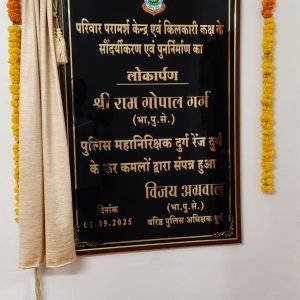 परिवार परामर्श केन्द्र एवं किलकारी कक्ष के
सौंदर्यीकरण एवं पुनर्निर्माण का
लोकार्पण
श्री राम गोपाल गर्ग
(भा.पु.से.)
पुलिस महानिरिक्षक दुर्ग रेंज दुर्ग
के कर कमलों द्वारा संपन्न हुआ
विजय अग्रवाल
(भा.पु.से.)
वरिष्ठ पुलिस अधिक्षक दुर्ग
दिनांक
09.2025